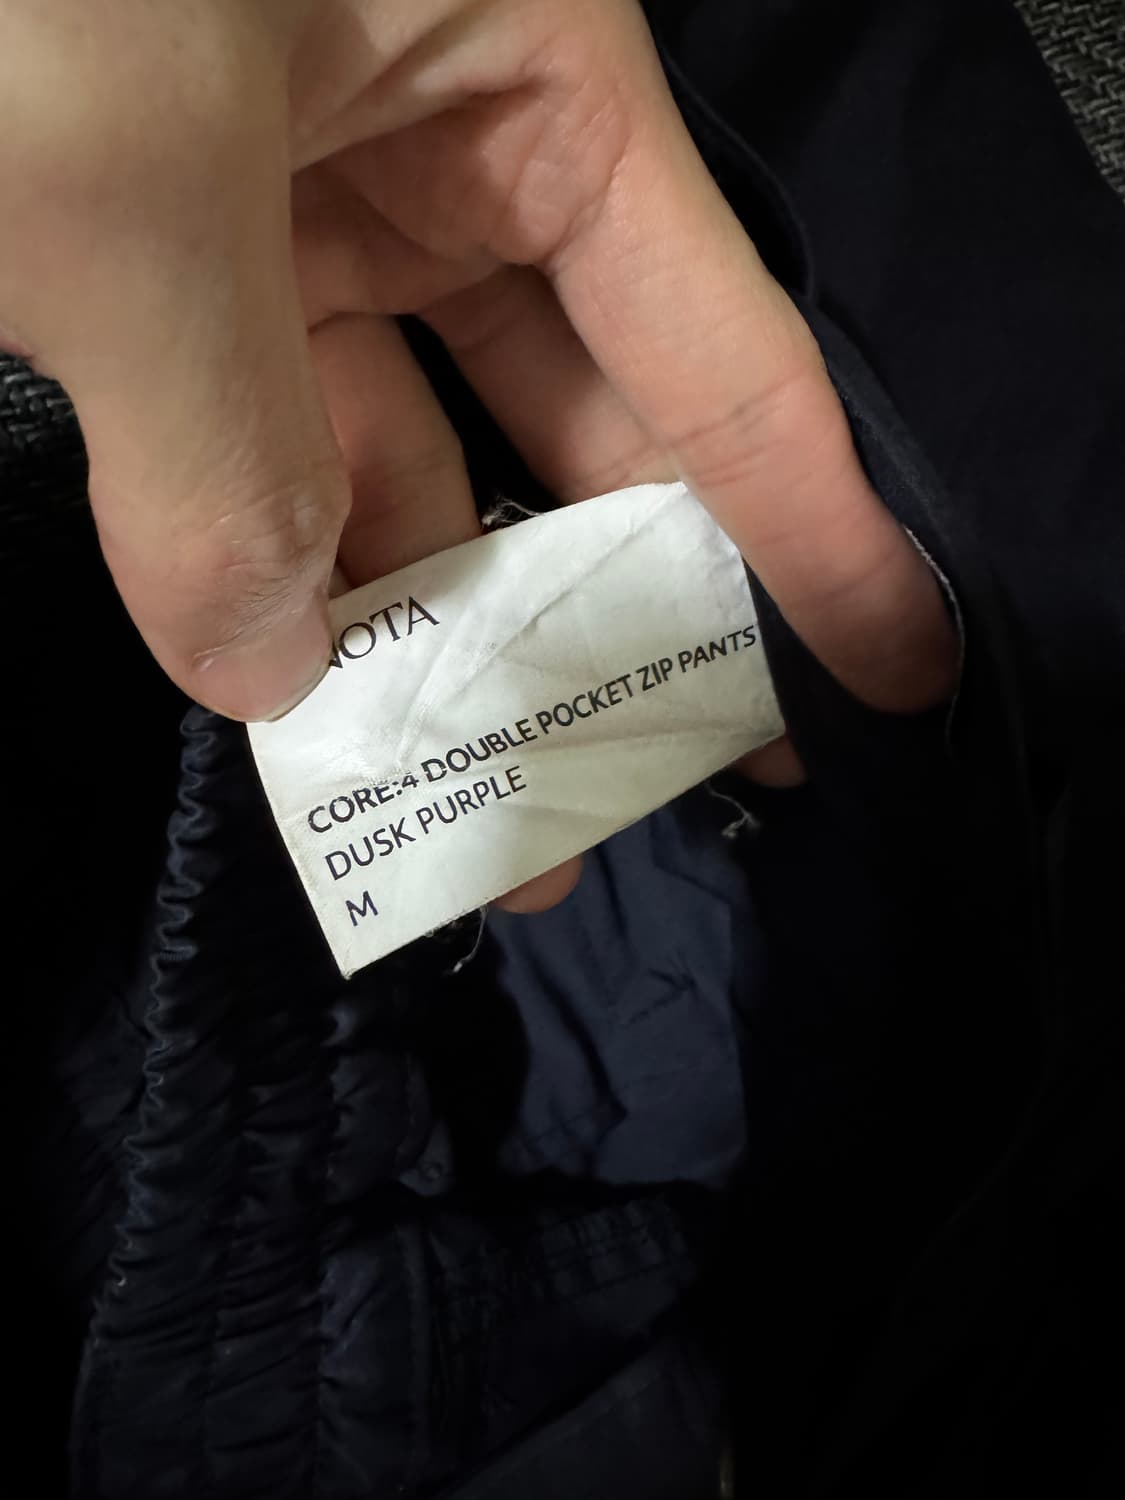 NOTA
CORE:4 DOUBLE POCKET ZIP PANTS
DUSK PURPLE
M